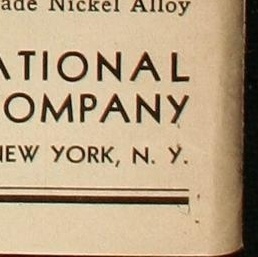 ade Nickel Alloy
ATIONAL
OMPANY
NEW YORK, N. Y.